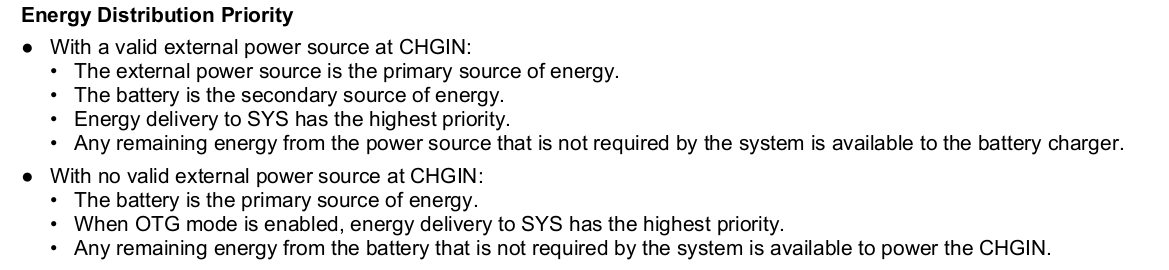 Energy Distribution Priority
● With a valid external power source at CHGIN:
• The external power source is the primary source of energy.
• The battery is the secondary source of energy.
• Energy delivery to SYS has the highest priority.
• Any remaining energy from the power source that is not required by the system is available to the battery charger.
● With no valid external power source at CHGIN:
• The battery is the primary source of energy.
• When OTG mode is enabled, energy delivery to SYS has the highest priority.
• Any remaining energy from the battery that is not required by the system is available to power the CHGIN.